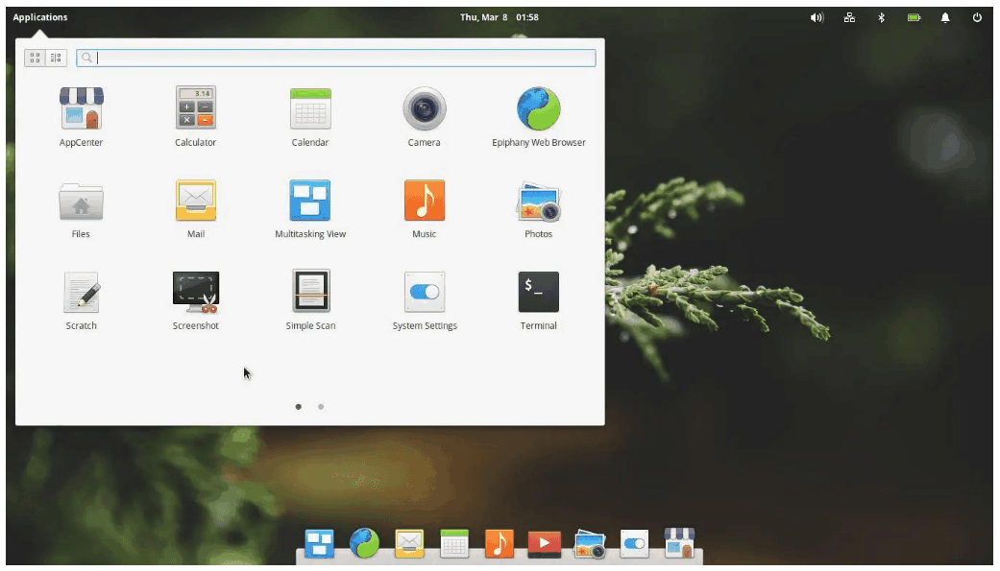 Applications
Thu, Mar 8 01:58
3.14
AppCenter
Calculator
Calendar
Camera
Epiphany Web Browser
Files
Mail
Multitasking View
Music
Photos
$_
Scratch
Screenshot
Simple Scan
System Settings
Terminal